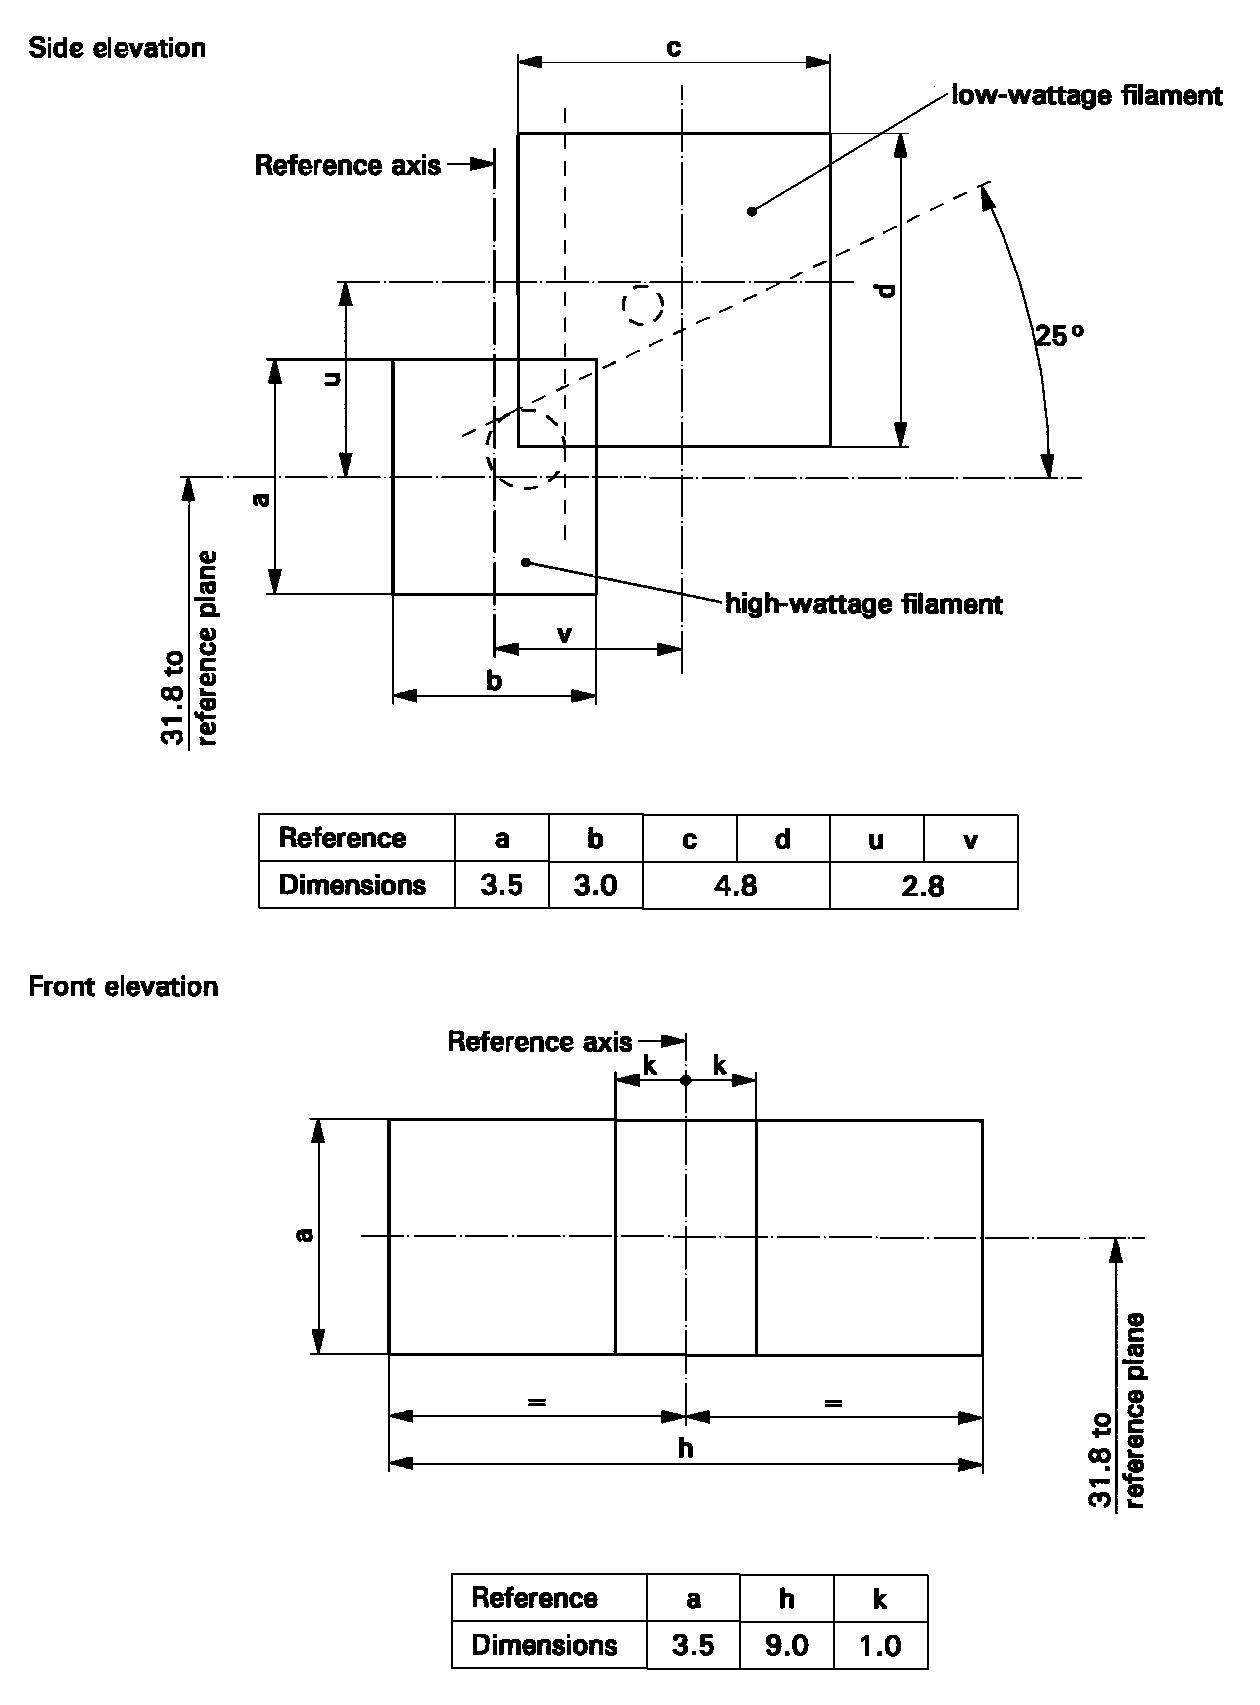 Side elevation
c
low-wattage filament
Reference axis
d
25°
u
a
31.8 to
reference plane
high-wattage filament
v
b
Reference a b c d u v
Dimensions 3.5 3.0 4.8 2.8
Front elevation
Reference axis
k k
a
=  =
h
31.8 to
reference plane
Reference a h k
Dimensions 3.5 9.0 1.0